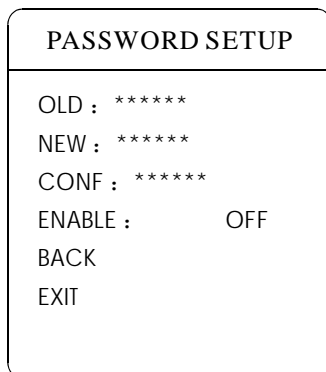 PASSWORD SETUP
OLD： ******
NEW： ******
CONF： ******
ENABLE： OFF
BACK
EXIT